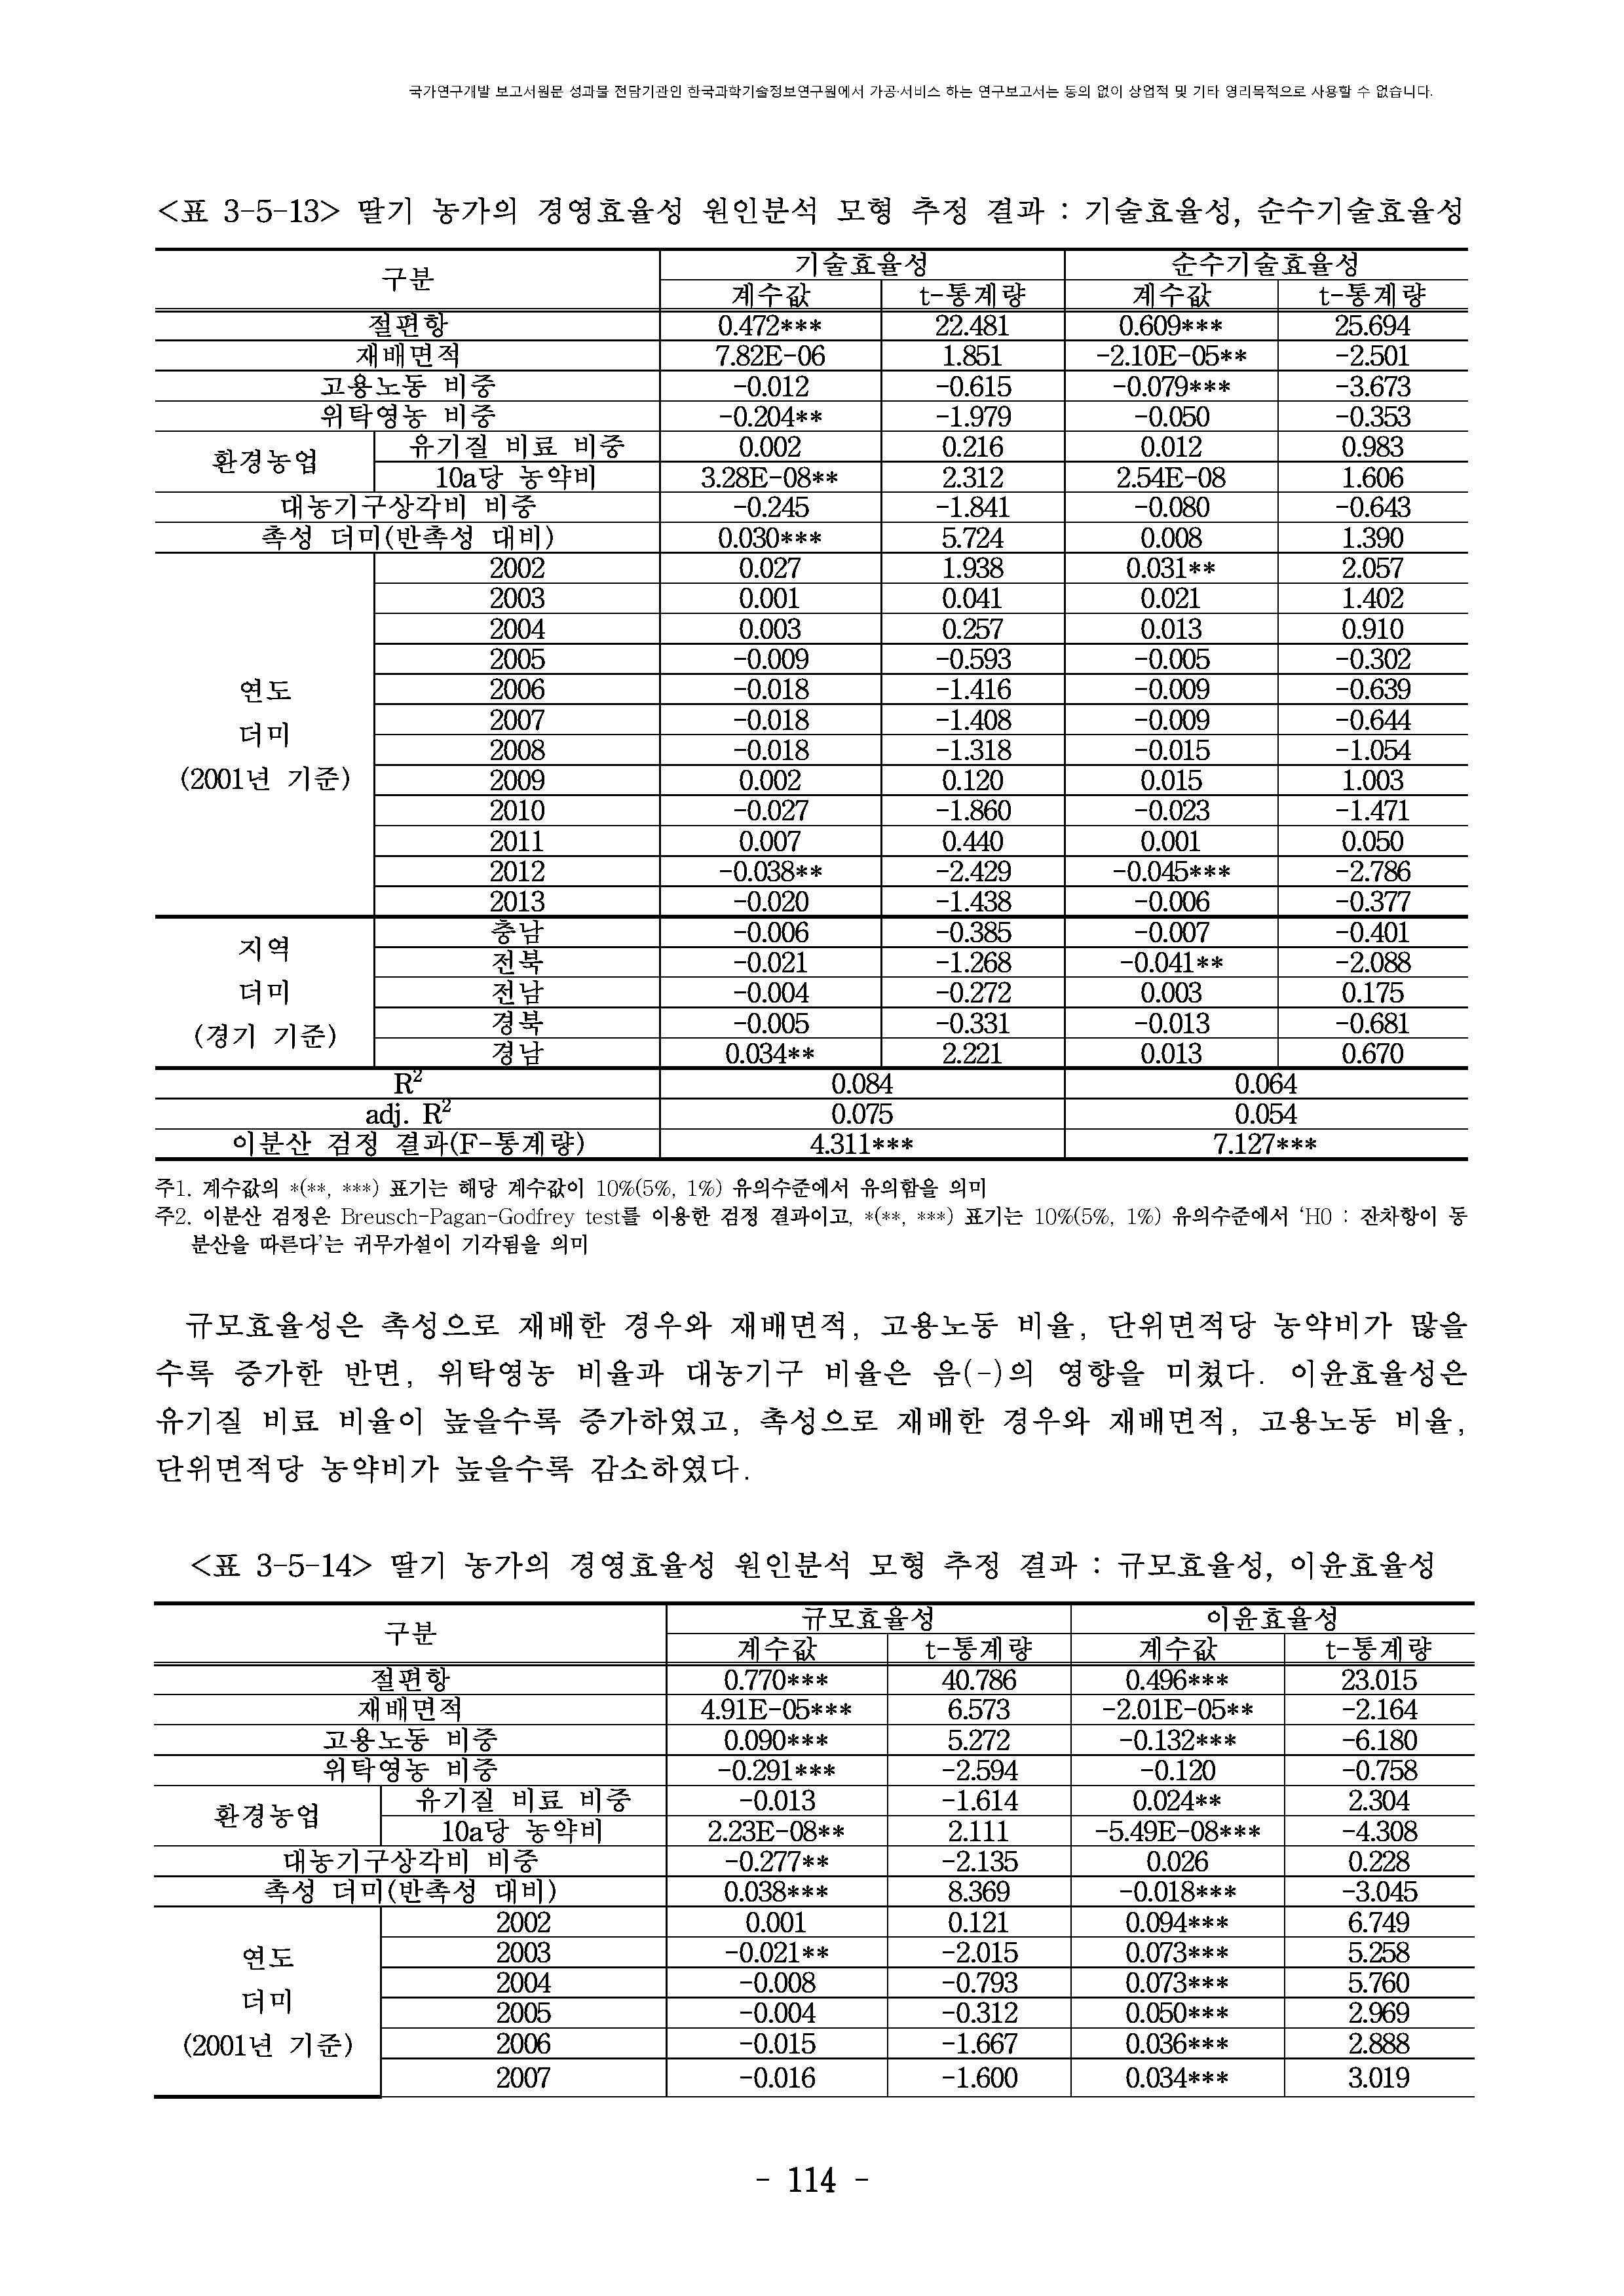 국가연구개발 보고서원문 성과물 전담기관인 한국과학기술정보연구원에서 가공·서비스 하는 연구보고서는 동의 없이 상업적 및 기타 영리목적으로 사용할 수 없습니다.
<표 3-5-13> 딸기 농가의 경영효율성 원인분석 모형 추정 결과 : 기술효율성, 순수기술효율성
구분 기술효율성 순수기술효율성
계수값 t-통계량 계수값 t-통계량
절편항 0.472*** 22.481 0.609*** 25.694
재배면적 7.82E-06 1.851 -2.10E-05** -2.501
고용노동 비중 -0.012 -0.615 -0.079*** -3.673
위탁영농 비중 -0.204** -1.979 -0.050 -0.353
환경농업 유기질 비료 비중 0.002 0.216 0.012 0.983
10a당 농약비 3.28E-08** 2.312 2.54E-08 1.606
대농기구상각비 비중 -0.245 -1.841 -0.080 -0.643
촉성 더미(반촉성 대비) 0.030*** 5.724 0.008 1.390
연도 더미 (2001년 기준) 2002 0.027 1.938 0.031** 2.057
2003 0.001 0.041 0.021 1.402
2004 0.003 0.257 0.013 0.910
2005 -0.009 -0.593 -0.005 -0.302
2006 -0.018 -1.416 -0.009 -0.639
2007 -0.018 -1.408 -0.009 -0.644
2008 -0.018 -1.318 -0.015 -1.054
2009 0.002 0.120 0.015 1.003
2010 -0.027 -1.860 -0.023 -1.471
2011 0.007 0.440 0.001 0.050
2012 -0.038** -2.429 -0.045*** -2.786
2013 -0.020 -1.438 -0.006 -0.377
지역 더미 (경기 기준) 충남 -0.006 -0.385 -0.007 -0.401
전북 -0.021 -1.268 -0.041** -2.088
전남 -0.004 -0.272 0.003 0.175
경북 -0.005 -0.331 -0.013 -0.681
경남 0.034** 2.221 0.013 0.670
R² 0.084 0.064
adj. R² 0.075 0.054
이분산 검정 결과(F-통계량) 4.311*** 7.127***
주1. 계수값의 *(**, ***) 표기는 해당 계수값이 10%(5%, 1%) 유의수준에서 유의함을 의미
주2. 이분산 검정은 Breusch-Pagan-Godfrey test를 이용한 검정 결과이고, *(**, ***) 표기는 10%(5%, 1%) 유의수준에서 ‘H0 : 잔차항이 동
분산을 따른다’는 귀무가설이 기각됨을 의미
규모효율성은 촉성으로 재배한 경우와 재배면적, 고용노동 비율, 단위면적당 농약비가 많을
수록 증가한 반면, 위탁영농 비율과 대농기구 비율은 음(-)의 영향을 미쳤다. 이윤효율성은
유기질 비료 비율이 높을수록 증가하였고, 촉성으로 재배한 경우와 재배면적, 고용노동 비율,
단위면적당 농약비가 높을수록 감소하였다.
<표 3-5-14> 딸기 농가의 경영효율성 원인분석 모형 추정 결과 : 규모효율성, 이윤효율성
구분 규모효율성 이윤효율성
계수값 t-통계량 계수값 t-통계량
절편항 0.770*** 40.786 0.496*** 23.015
재배면적 4.91E-05*** 6.573 -2.01E-05** -2.164
고용노동 비중 0.090*** 5.272 -0.132*** -6.180
위탁영농 비중 -0.291*** -2.594 -0.120 -0.758
환경농업 유기질 비료 비중 -0.013 -1.614 0.024** 2.304
10a당 농약비 2.23E-08** 2.111 -5.49E-08*** -4.308
대농기구상각비 비중 -0.277** -2.135 0.026 0.228
촉성 더미(반촉성 대비) 0.038*** 8.369 -0.018*** -3.045
연도 더미 (2001년 기준) 2002 0.001 0.121 0.094*** 6.749
2003 -0.021** -2.015 0.073*** 5.258
2004 -0.008 -0.793 0.073*** 5.760
2005 -0.004 -0.312 0.050*** 2.969
2006 -0.015 -1.667 0.036*** 2.888
2007 -0.016 -1.600 0.034*** 3.019
- 114 -